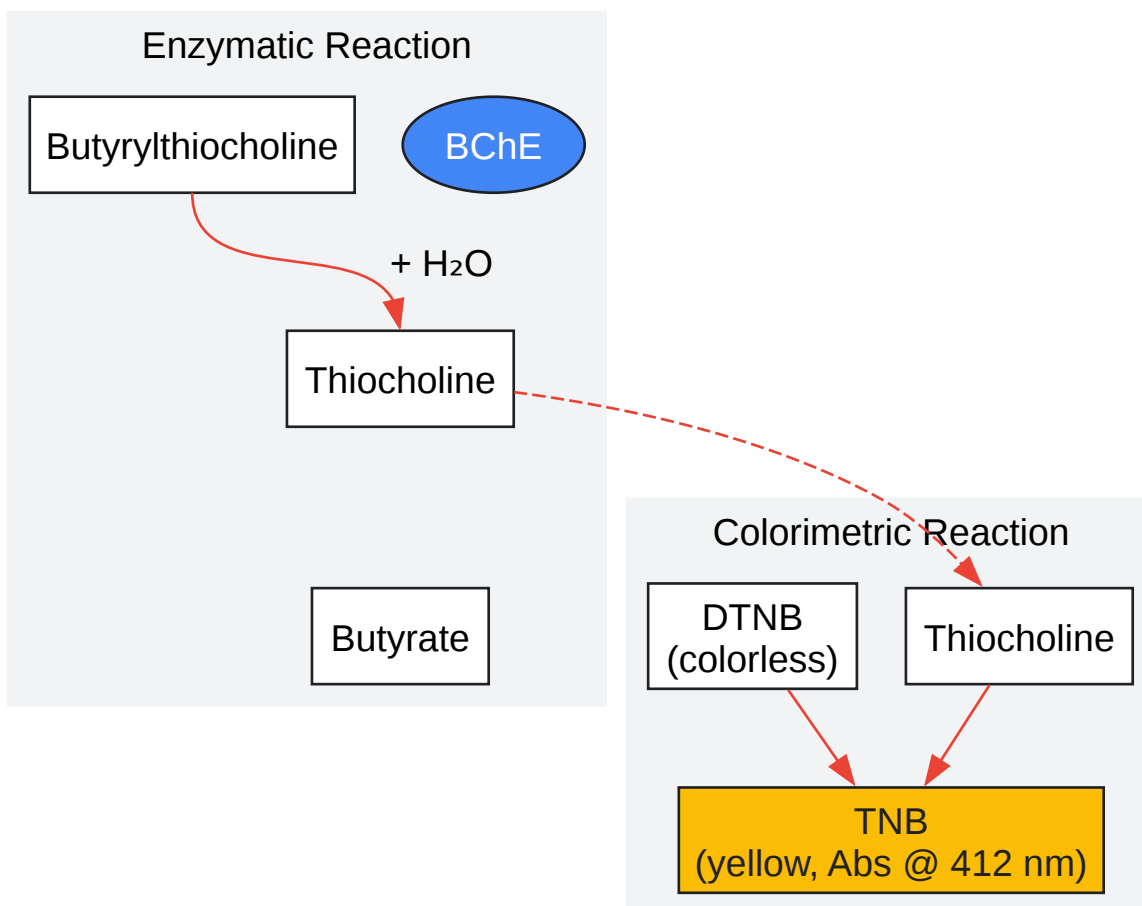 Enzymatic Reaction
Butyrylthiocholine
BChE
+ H₂O
Thiocholine
Butyrate
Colorimetric Reaction
DTNB
(colorless)
Thiocholine
TNB
(yellow, Abs @ 412 nm)